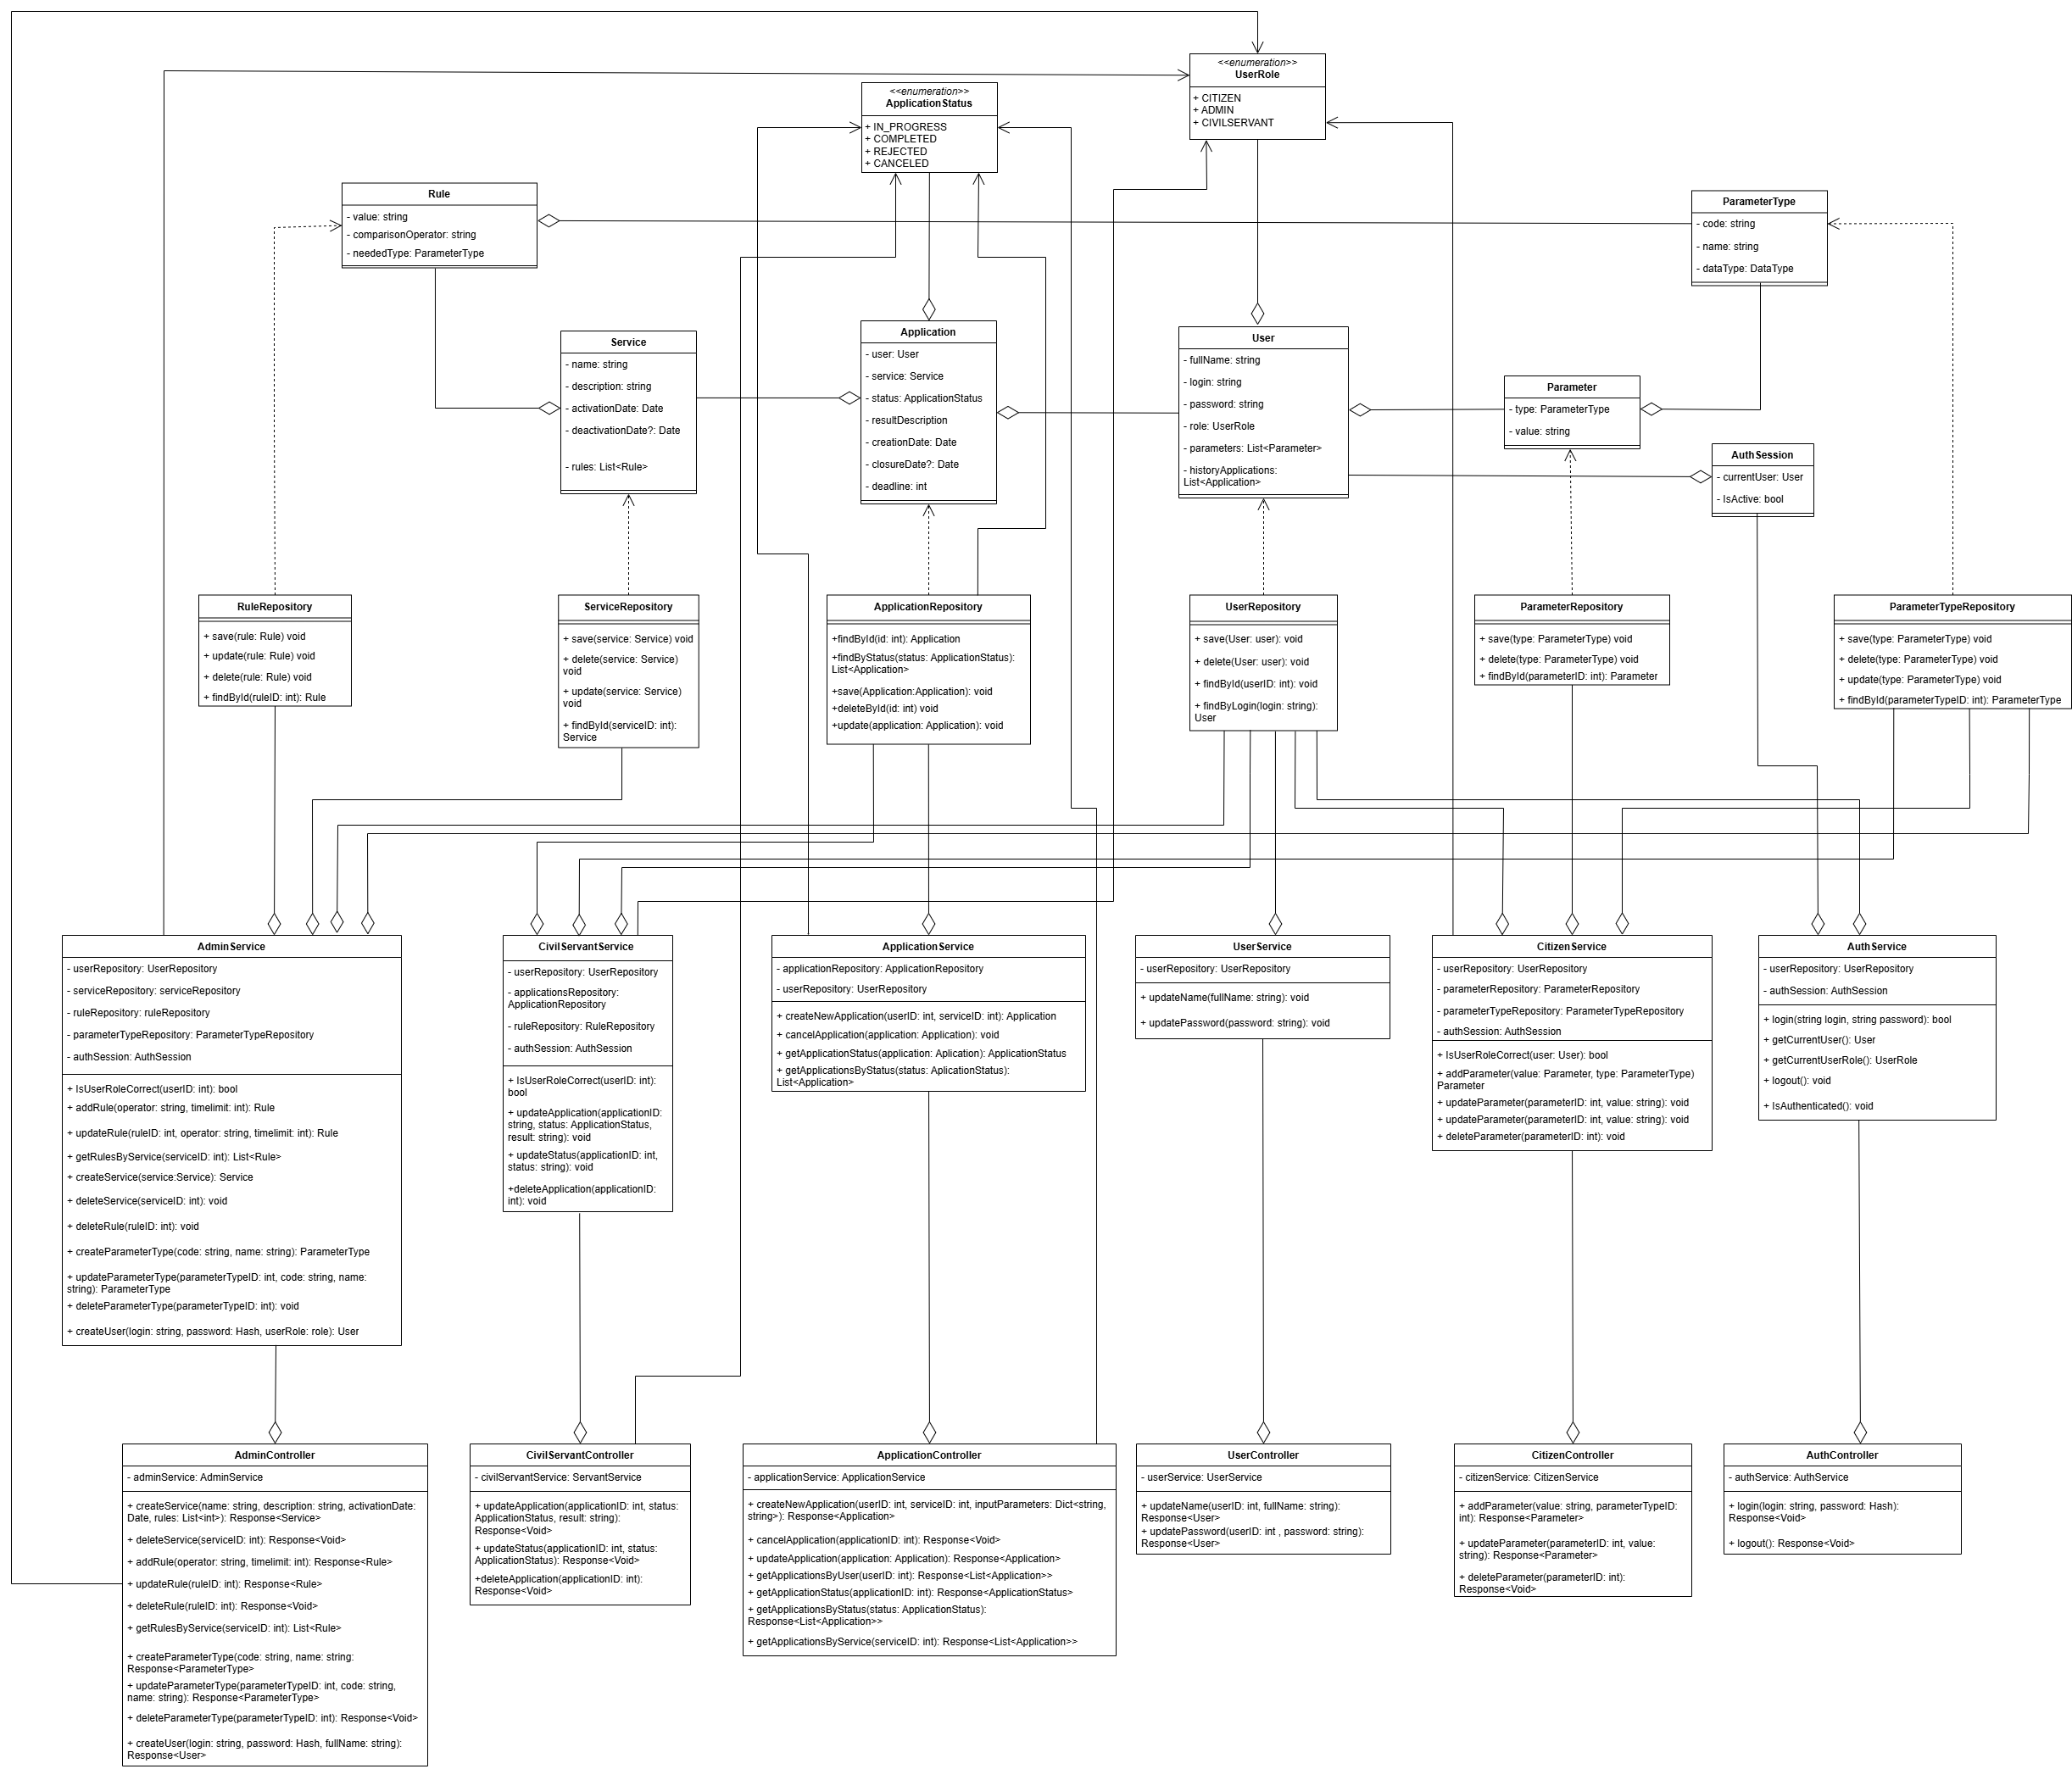 <<enumeration>>
UserRole
+ CITIZEN
+ ADMIN
+ CIVILSERVANT
<<enumeration>>
ApplicationStatus
+ IN_PROGRESS
+ COMPLETED
+ REJECTED
+ CANCELED
Rule
- value: string
- comparisonOperator: string
- neededType: ParameterType
ParameterType
- code: string
- name: string
- dataType: DataType
Service
- name: string
- description: string
- activationDate: Date
- deactivationDate?: Date
- rules: List<Rule>
Application
- user: User
- service: Service
- status: ApplicationStatus
- resultDescription
- creationDate: Date
- closureDate?: Date
- deadline: int
User
- fullName: string
- login: string
- password: string
- role: UserRole
- parameters: List<Parameter>
- historyApplications:
List<Application>
Parameter
- type: ParameterType
- value: string
AuthSession
- currentUser: User
- IsActive: bool
RuleRepository
+ save(rule: Rule) void
+ update(rule: Rule) void
+ delete(rule: Rule) void
+ findById(ruleID: int): Rule
ServiceRepository
+ save(service: Service) void
+ delete(service: Service)
void
+ update(service: Service)
void
+ findById(serviceID: int):
Service
ApplicationRepository
+findById(id: int): Application
+findByStatus(status: ApplicationStatus):
List<Application>
+save(Application:Application): void
+deleteById(id: int) void
+update(application: Application): void
UserRepository
+ save(User: user): void
+ delete(User: user): void
+ findById(userID: int): void
+ findByLogin(login: string):
User
ParameterRepository
+ save(type: ParameterType) void
+ delete(type: ParameterType) void
+ findById(parameterID: int): Parameter
ParameterTypeRepository
+ save(type: ParameterType) void
+ delete(type: ParameterType) void
+ update(type: ParameterType) void
+ findById(parameterTypeID: int): ParameterType
AdminService
- userRepository: UserRepository
- serviceRepository: serviceRepository
- ruleRepository: ruleRepository
- parameterTypeRepository: ParameterTypeRepository
- authSession: AuthSession
+ IsUserRoleCorrect(userID: int): bool
+ addRule(operator: string, timelimit: int): Rule
+ updateRule(ruleID: int, operator: string, timelimit: int): Rule
+ getRulesByService(serviceID: int): List<Rule>
+ createService(service:Service): Service
+ deleteService(serviceID: int): void
+ deleteRule(ruleID: int): void
+ createParameterType(code: string, name: string): ParameterType
+ updateParameterType(parameterTypeID: int, code: string, name:
string): ParameterType
+ deleteParameterType(parameterTypeID: int): void
+ createUser(login: string, password: Hash, userRole: role): User
CivilServantService
- userRepository: UserRepository
- applicationsRepository:
ApplicationRepository
- ruleRepository: RuleRepository
- authSession: AuthSession
+ IsUserRoleCorrect(userID: int):
bool
+ updateApplication(applicationID:
string, status: ApplicationStatus,
result: string): void
+ updateStatus(applicationID: int,
status: string): void
+deleteApplication(applicationID:
int): void
ApplicationService
- applicationRepository: ApplicationRepository
- userRepository: UserRepository
+ createNewApplication(userID: int, serviceID: int): Application
+ cancelApplication(application: Application): void
+ getApplicationStatus(application: Aplication): ApplicationStatus
+ getApplicationsByStatus(status: AplicationStatus):
List<Application>
UserService
- userRepository: UserRepository
+ updateName(fullName: string): void
+ updatePassword(password: string): void
CitizenService
- userRepository: UserRepository
- parameterRepository: ParameterRepository
- parameterTypeRepository: ParameterTypeRepository
- authSession: AuthSession
+ IsUserRoleCorrect(user: User): bool
+ addParameter(value: Parameter, type: ParameterType)
Parameter
+ updateParameter(parameterID: int, value: string): void
+ updateParameter(parameterID: int, value: string): void
+ deleteParameter(parameterID: int): void
AuthService
- userRepository: UserRepository
- authSession: AuthSession
+ login(string login, string password): bool
+ getCurrentUser(): User
+ getCurrentUserRole(): UserRole
+ logout(): void
+ IsAuthenticated(): void
AdminController
- adminService: AdminService
+ createService(name: string, description: string, activationDate:
Date, rules: List<int>): Response<Service>
+ deleteService(serviceID: int): Response<Void>
+ addRule(operator: string, timelimit: int): Response<Rule>
+ updateRule(ruleID: int): Response<Rule>
+ deleteRule(ruleID: int): Response<Void>
+ getRulesByService(serviceID: int): List<Rule>
+ createParameterType(code: string, name: string:
Response<ParameterType>
+ updateParameterType(parameterTypeID: int, code: string,
name: string): Response<ParameterType>
+ deleteParameterType(parameterTypeID: int): Response<Void>
+ createUser(login: string, password: Hash, fullName: string):
Response<User>
CivilServantController
- civilServantService: ServantService
+ updateApplication(applicationID: int, status:
ApplicationStatus, result: string):
Response<Void>
+ updateStatus(applicationID: int, status:
ApplicationStatus): Response<Void>
+deleteApplication(applicationID: int):
Response<Void>
ApplicationController
- applicationService: ApplicationService
+ createNewApplication(userID: int, serviceID: int, inputParameters: Dict<string,
string>): Response<Application>
+ cancelApplication(applicationID: int): Response<Void>
+ updateApplication(application: Application): Response<Application>
+ getApplicationsByUser(userID: int): Response<List<Application>>
+ getApplicationStatus(applicationID: int): Response<ApplicationStatus>
+ getApplicationsByStatus(status: ApplicationStatus):
Response<List<Application>>
+ getApplicationsByService(serviceID: int): Response<List<Application>>
UserController
- userService: UserService
+ updateName(userID: int, fullName: string):
Response<User>
+ updatePassword(userID: int , password: string):
Response<User>
CitizenController
- citizenService: CitizenService
+ addParameter(value: string, parameterTypeID:
int): Response<Parameter>
+ updateParameter(parameterID: int, value:
string): Response<Parameter>
+ deleteParameter(parameterID: int):
Response<Void>
AuthController
- authService: AuthService
+ login(login: string, password: Hash):
Response<Void>
+ logout(): Response<Void>